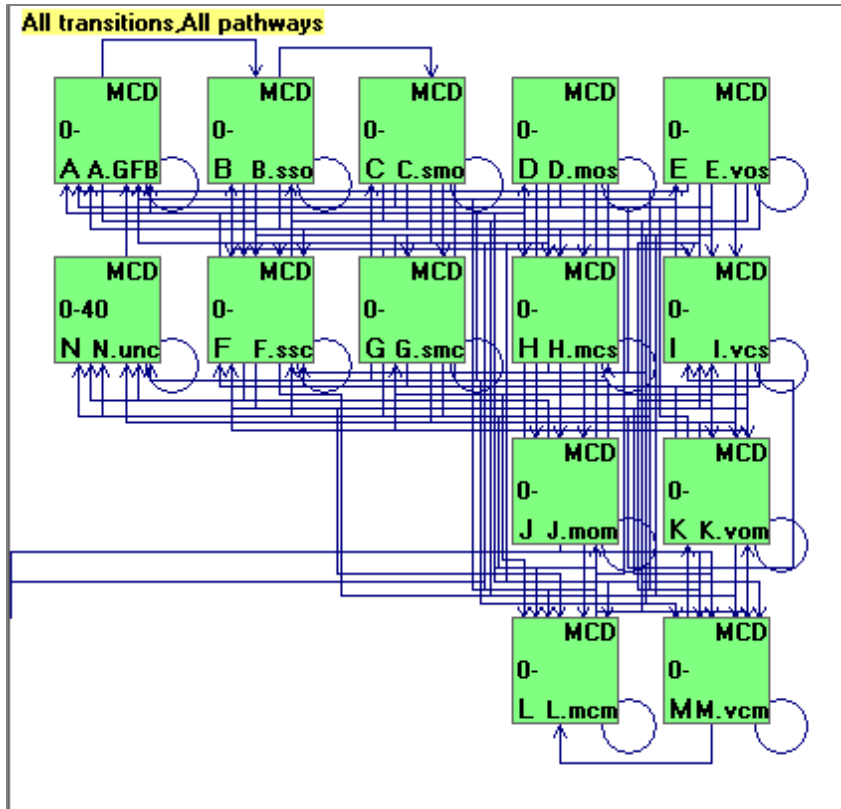 All transitions,All pathways
MCD MCD MCD MCD MCD
0- 0- 0- 0- 0-
A A.GFB B B.sso C C.smo D D.mos E E.vos
MCD MCD MCD MCD MCD
0-40 0- 0- 0- 0-
N N.unc F F.ssc G G.smc H H.mcs I I.vcs
MCD MCD
0- 0-
J J.mom K K.vom
MCD MCD
0- 0-
L L.mcm M M.vcm